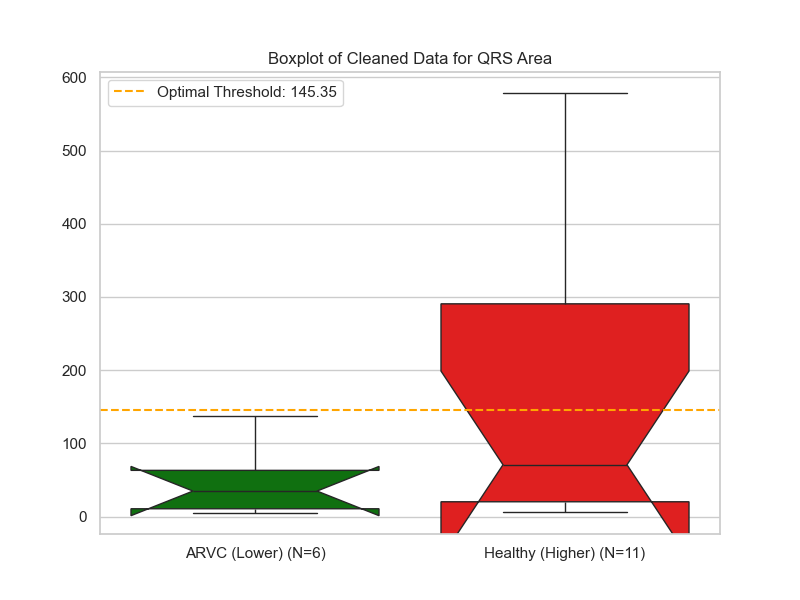 Boxplot of Cleaned Data for QRS Area
Optimal Threshold: 145.35
600
500
400
300
200
100
0
ARVC (Lower) (N=6)
Healthy (Higher) (N=11)